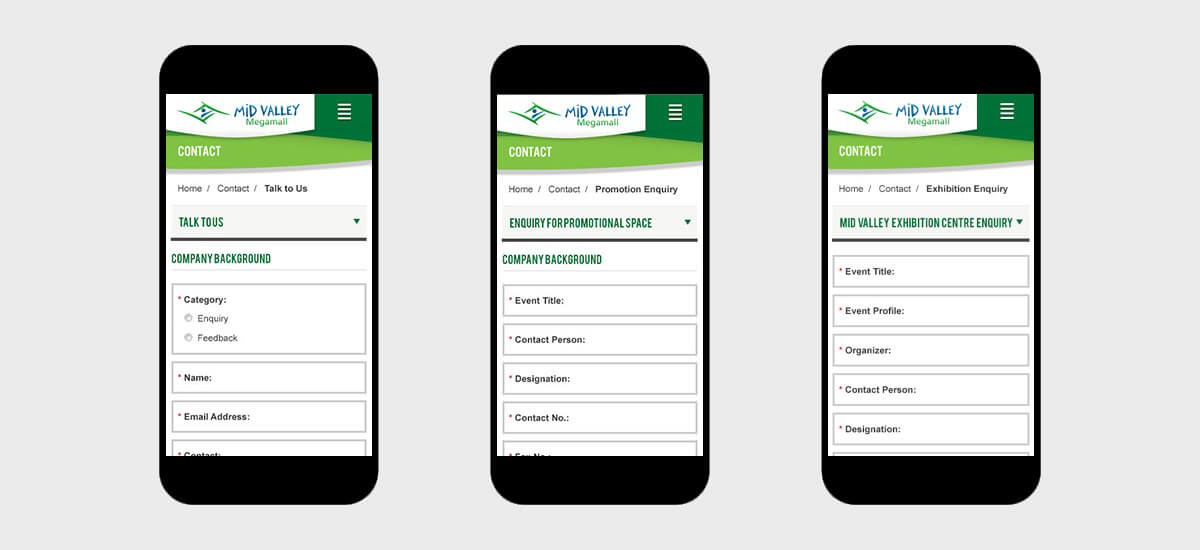 MiD VALLEY
Megamall
CONTACT
Home / Contact / Talk to Us
TALK TO US
COMPANY BACKGROUND
* Category:
Enquiry
Feedback
* Name:
* Email Address:
* Contact:
MiD VALLEY
Megamall
CONTACT
Home / Contact / Promotion Enquiry
ENQUIRY FOR PROMOTIONAL SPACE
COMPANY BACKGROUND
* Event Title:
* Contact Person:
* Designation:
* Contact No.:
* Fax No.:
MiD VALLEY
Megamall
CONTACT
Home / Contact / Exhibition Enquiry
MID VALLEY EXHIBITION CENTRE ENQUIRY
* Event Title:
* Event Profile:
* Organizer:
* Contact Person:
* Designation: